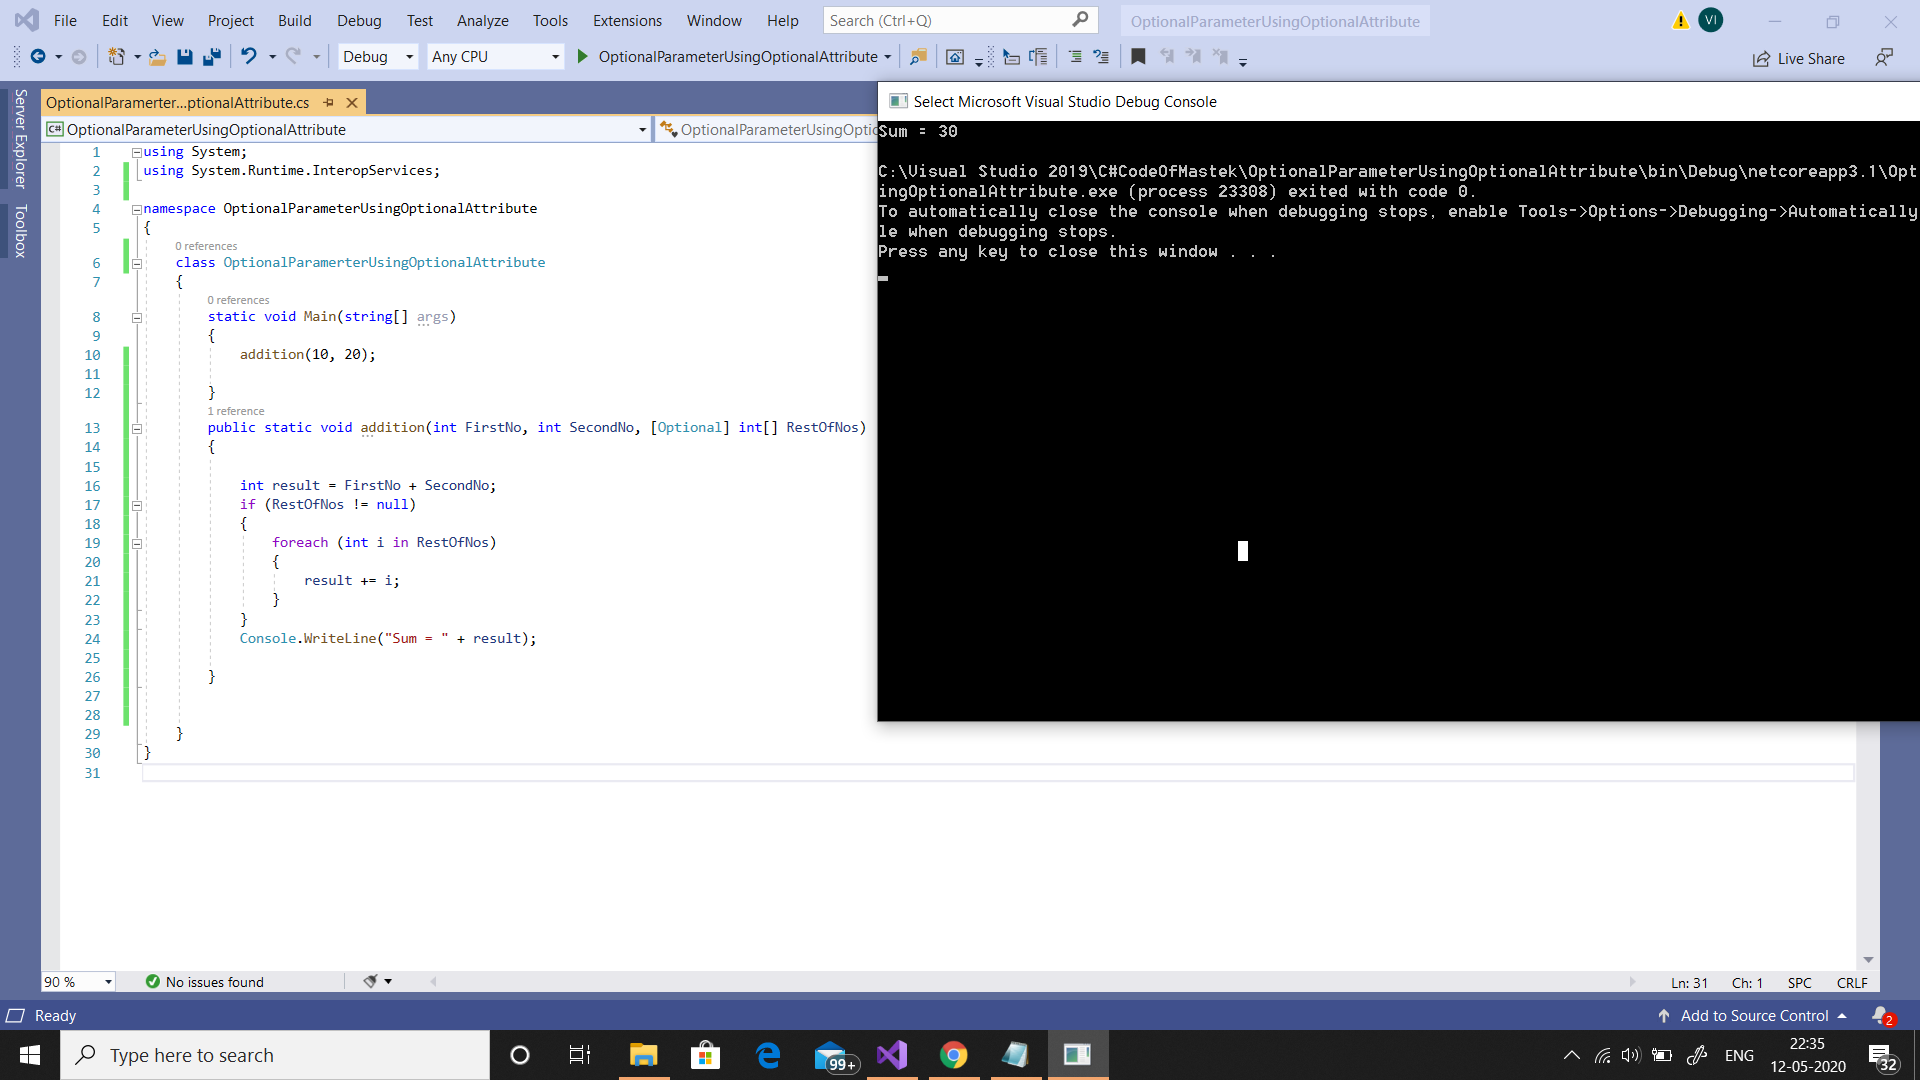 File Edit View Project Build Debug Test Analyze Tools Extensions Window Help Search (Ctrl+Q) OptionalParameterUsingOptionalAttribute VI
Debug Any CPU OptionalParameterUsingOptionalAttribute Live Share
Server Explorer
Toolbox
OptionalParamerter...ptionalAttribute.cs
C# OptionalParameterUsingOptionalAttribute OptionalParameterUsingOptio
1 using System;
2 using System.Runtime.InteropServices;
3
4 namespace OptionalParameterUsingOptionalAttribute
5 {
0 references
6 class OptionalParamerterUsingOptionalAttribute
7 {
0 references
8 static void Main(string[] args)
9 {
10 addition(10, 20);
11
12 }
1 reference
13 public static void addition(int FirstNo, int SecondNo, [Optional] int[] RestOfNos)
14 {
15
16 int result = FirstNo + SecondNo;
17 if (RestOfNos != null)
18 {
19 foreach (int i in RestOfNos)
20 {
21 result += i;
22 }
23 }
24 Console.WriteLine("Sum = " + result);
25
26 }
27
28
29 }
30 }
31
Select Microsoft Visual Studio Debug Console
Sum = 30
C:\Visual Studio 2019\C#CodeOfMastek\OptionalParameterUsingOptionalAttribute\bin\Debug\netcoreapp3.1\Opt
ingOptionalAttribute.exe (process 23308) exited with code 0.
To automatically close the console when debugging stops, enable Tools->Options->Debugging->Automatically
le when debugging stops.
Press any key to close this window . . .
90 % No issues found Ln: 31 Ch: 1 SPC CRLF
Ready Add to Source Control 2
Type here to search 99+ ENG 22:35
12-05-2020 32